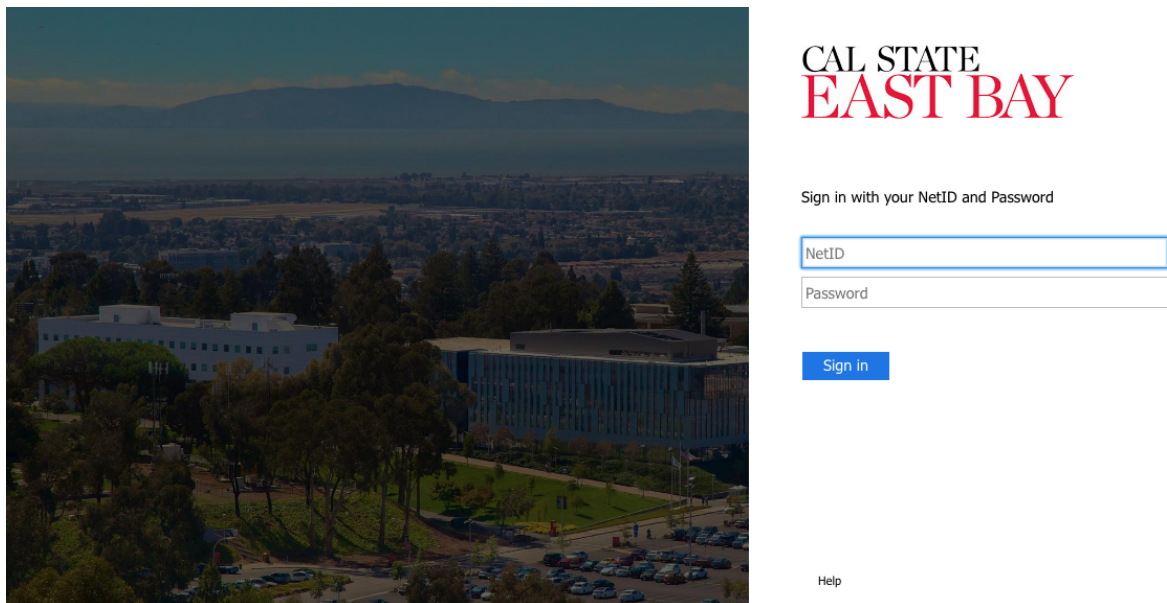 CAL STATE
EAST BAY
Sign in with your NetID and Password
NetID
Password
Sign in
Help